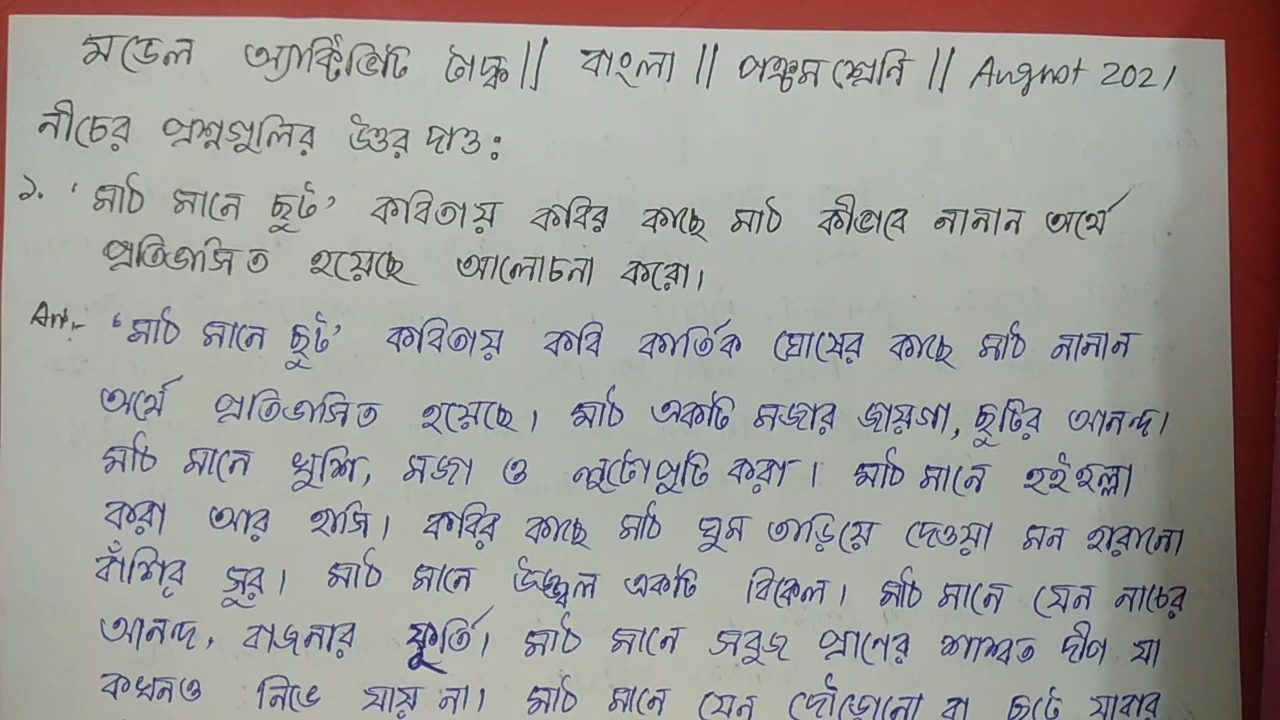 মডেল অ্যাক্টিভিটি টাস্ক || বাংলা || পঞ্চম শ্রেনি || August 2021
নীচের প্রশ্নগুলির উত্তর দাও:
১. 'মাঠ মানে ছুট' কবিতায় কবির কাছে মাঠ কীভাবে নানান অর্থে
প্রতিভাসিত হয়েছে আলোচনা করো।
Ans:- 'মাঠ মানে ছুট' কবিতায় কবি কার্তিক ঘোষের কাছে মাঠ নানান
অর্থে প্রতিভাসিত হয়েছে। মাঠ একটি মজার জায়গা, ছুটির আনন্দ।
মাঠ মানে খুশি, মজা ও লুটোপুটি করা। মাঠ মানে হইহল্লা
করা আর হাসি। কবির কাছে মাঠ ঘুম তাড়িয়ে দেওয়া মন হারানো
বাঁশির সুর। মাঠ মানে উজ্জ্বল একটি বিকেল। মাঠ মানে যেন নাচের
আনন্দ, বাজনার ফূর্তি। মাঠ মানে সবুজ প্রাণের শাশ্বত দীপ যা
কখনও নিভে যায় না। মাঠ মানে যেন দৌড়োনো বা ছুটে যাবার